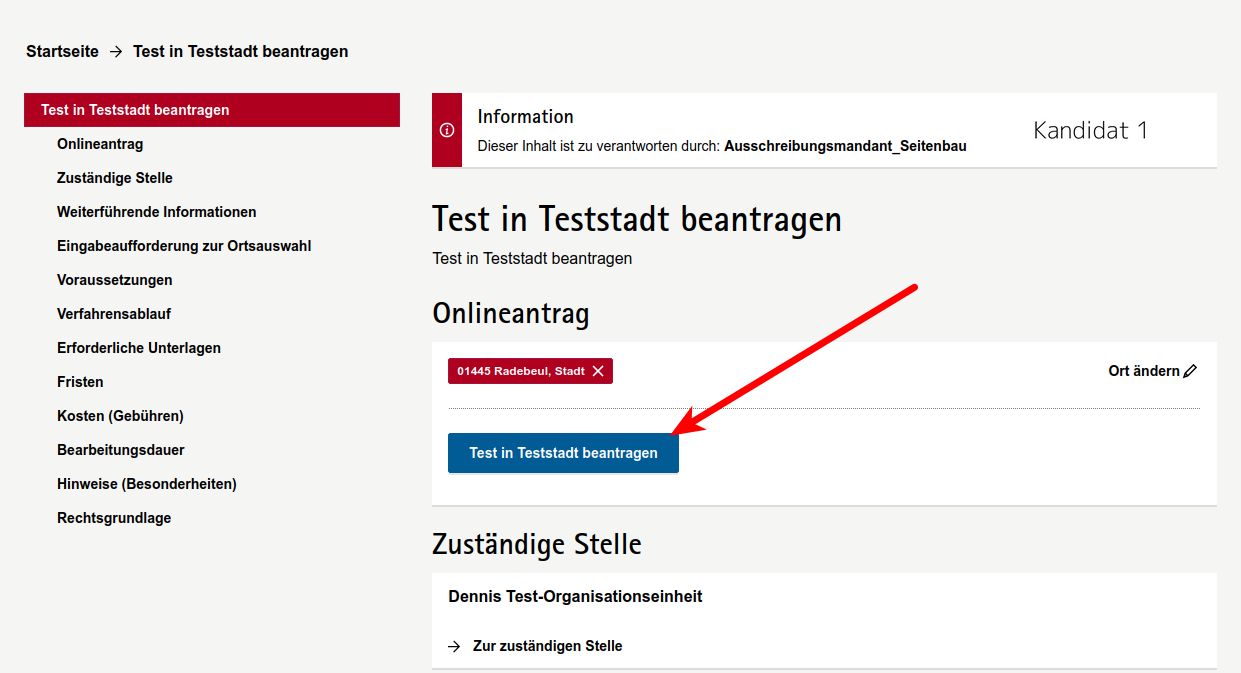 Startseite → Test in Teststadt beantragen
Test in Teststadt beantragen
Onlineantrag
Zuständige Stelle
Weiterführende Informationen
Eingabeaufforderung zur Ortsauswahl
Voraussetzungen
Verfahrensablauf
Erforderliche Unterlagen
Fristen
Kosten (Gebühren)
Bearbeitungsdauer
Hinweise (Besonderheiten)
Rechtsgrundlage
Information
Dieser Inhalt ist zu verantworten durch: Ausschreibungsmandant_Seitenbau
Kandidat 1
Test in Teststadt beantragen
Test in Teststadt beantragen
Onlineantrag
01445 Radebeul, Stadt
Ort ändern
Test in Teststadt beantragen
Zuständige Stelle
Dennis Test-Organisationseinheit
→ Zur zuständigen Stelle